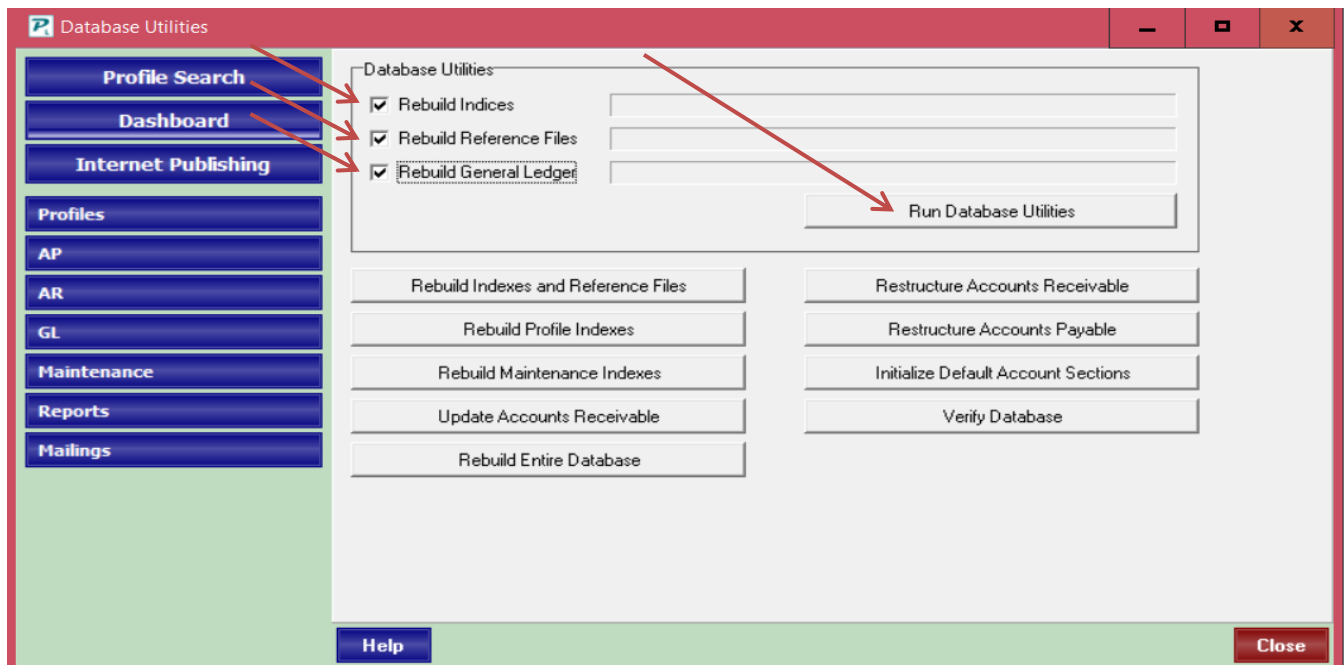 Database Utilities
Profile Search
Dashboard
Internet Publishing
Profiles
AP
AR
GL
Maintenance
Reports
Mailings
Database Utilities
Rebuild Indices
Rebuild Reference Files
Rebuild General Ledger
Run Database Utilities
Rebuild Indexes and Reference Files
Restructure Accounts Receivable
Rebuild Profile Indexes
Restructure Accounts Payable
Rebuild Maintenance Indexes
Initialize Default Account Sections
Update Accounts Receivable
Verify Database
Rebuild Entire Database
Help
Close